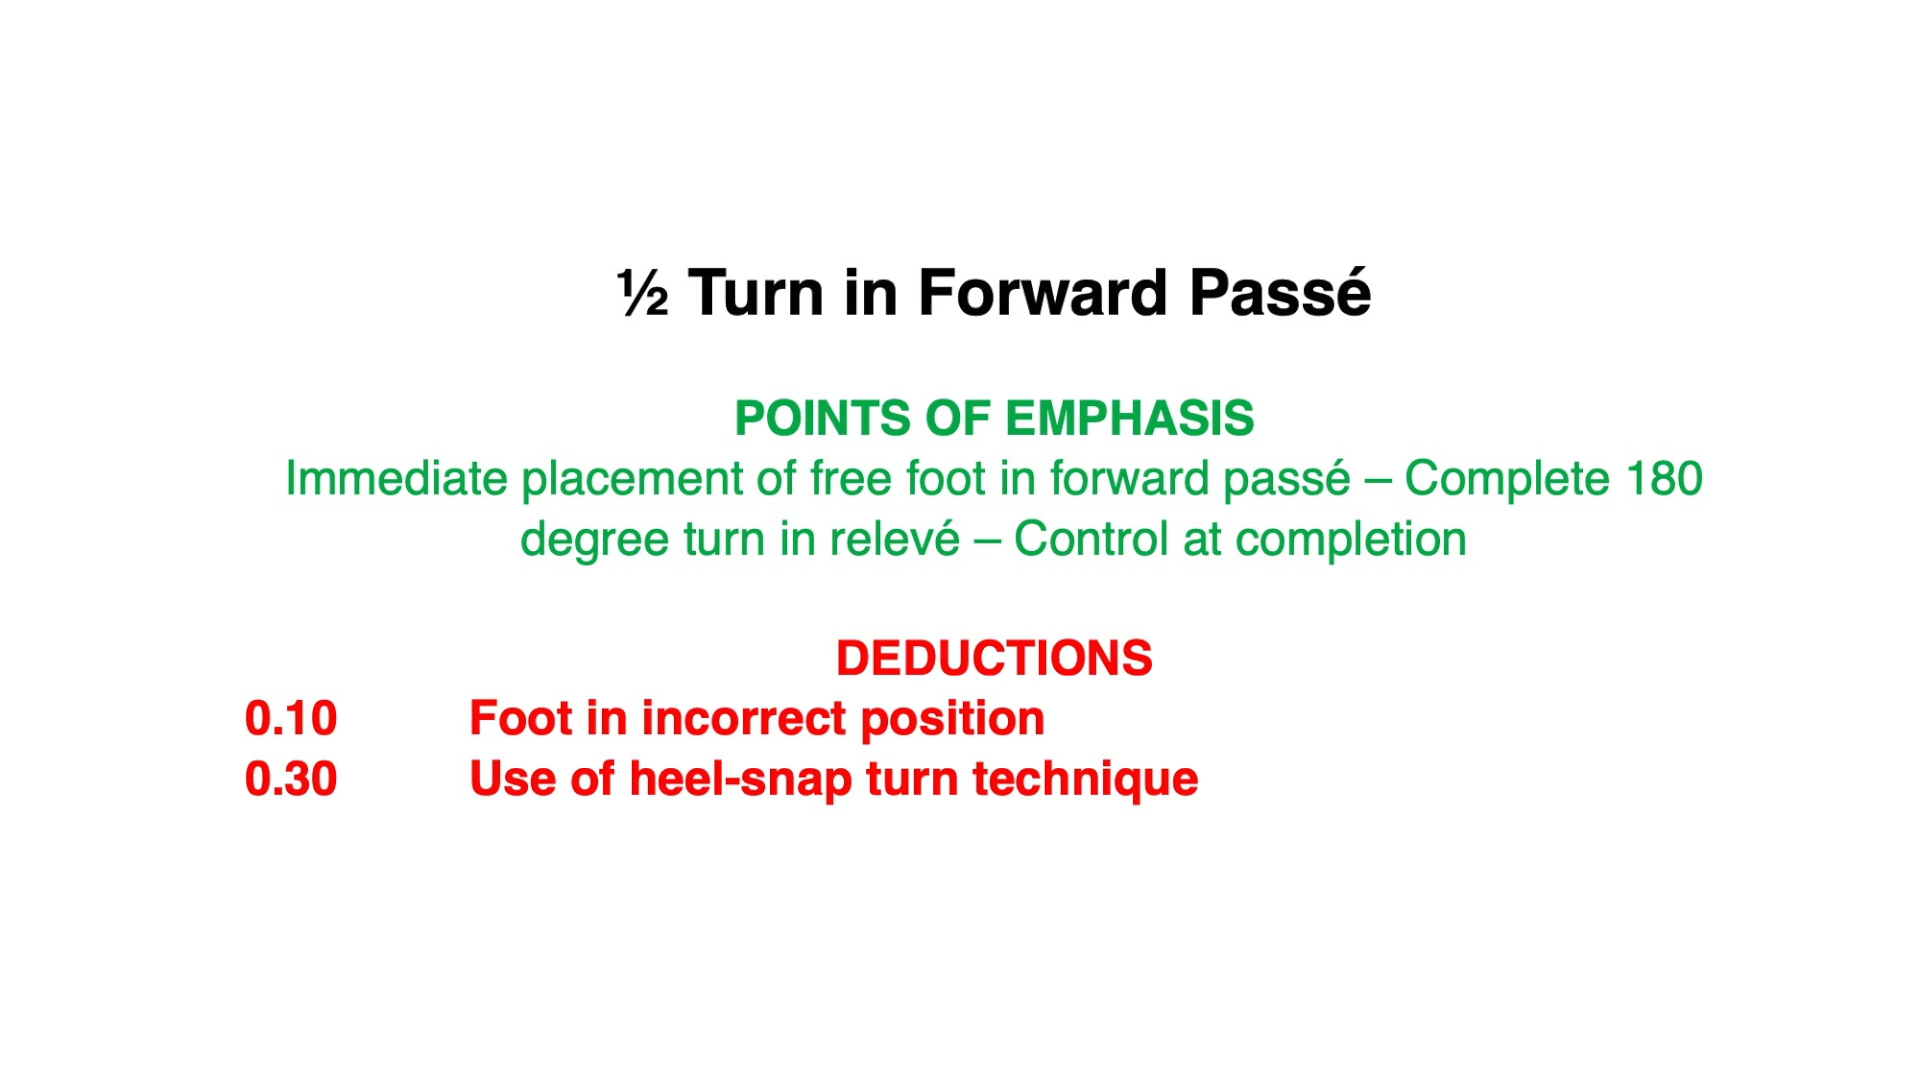 ½ Turn in Forward Passé
POINTS OF EMPHASIS
Immediate placement of free foot in forward passé – Complete 180
degree turn in relevé – Control at completion
DEDUCTIONS
0.10 Foot in incorrect position
0.30 Use of heel-snap turn technique